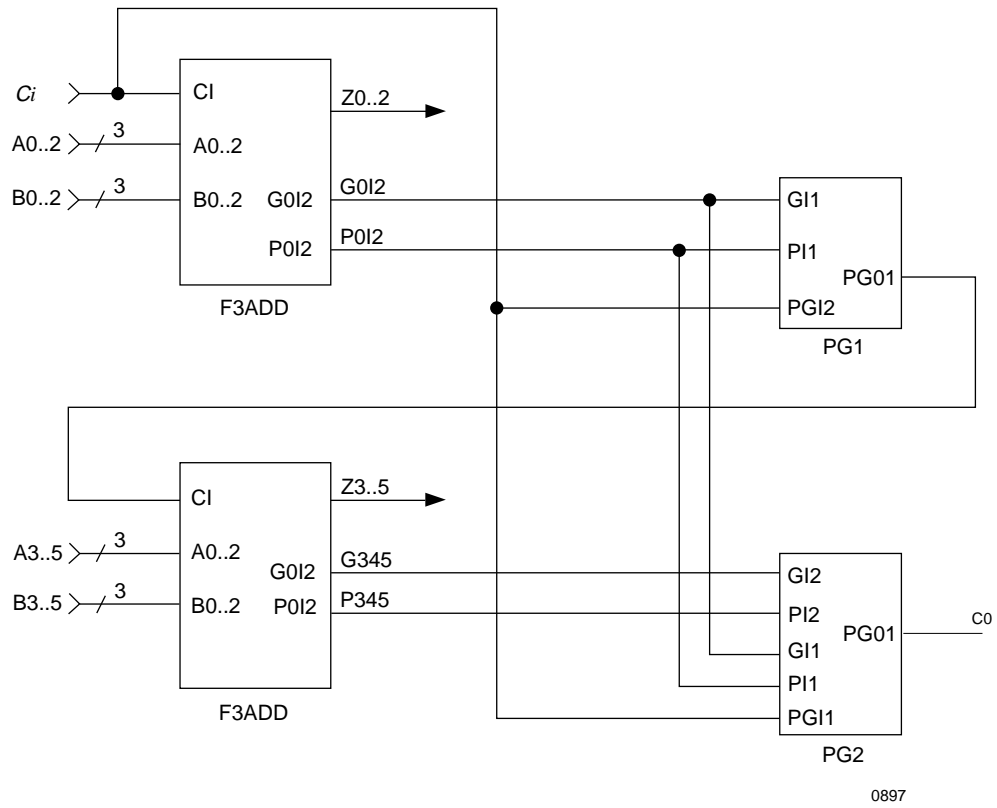 Ci
A0..2
3
B0..2
3
CI
A0..2
B0..2
G0I2
P0I2
F3ADD
Z0..2
G0I2
P0I2
GI1
PI1
PG01
PGI2
PG1
A3..5
3
B3..5
3
CI
A0..2
B0..2
G0I2
P0I2
F3ADD
Z3..5
G345
P345
GI2
PI2
PG01
GI1
PI1
PGI1
PG2
C0
0897